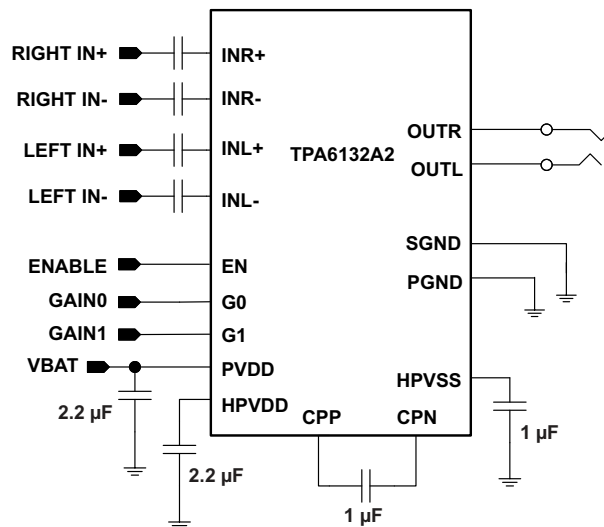 RIGHT IN+
INR+
RIGHT IN-
INR-
LEFT IN+
INL+
LEFT IN-
INL-
TPA6132A2
OUTR
OUTL
SGND
PGND
ENABLE
EN
GAIN0
G0
GAIN1
G1
VBAT
PVDD
HPVDD
HPVSS
CPP
CPN
2.2 µF
2.2 µF
1 µF
1 µF